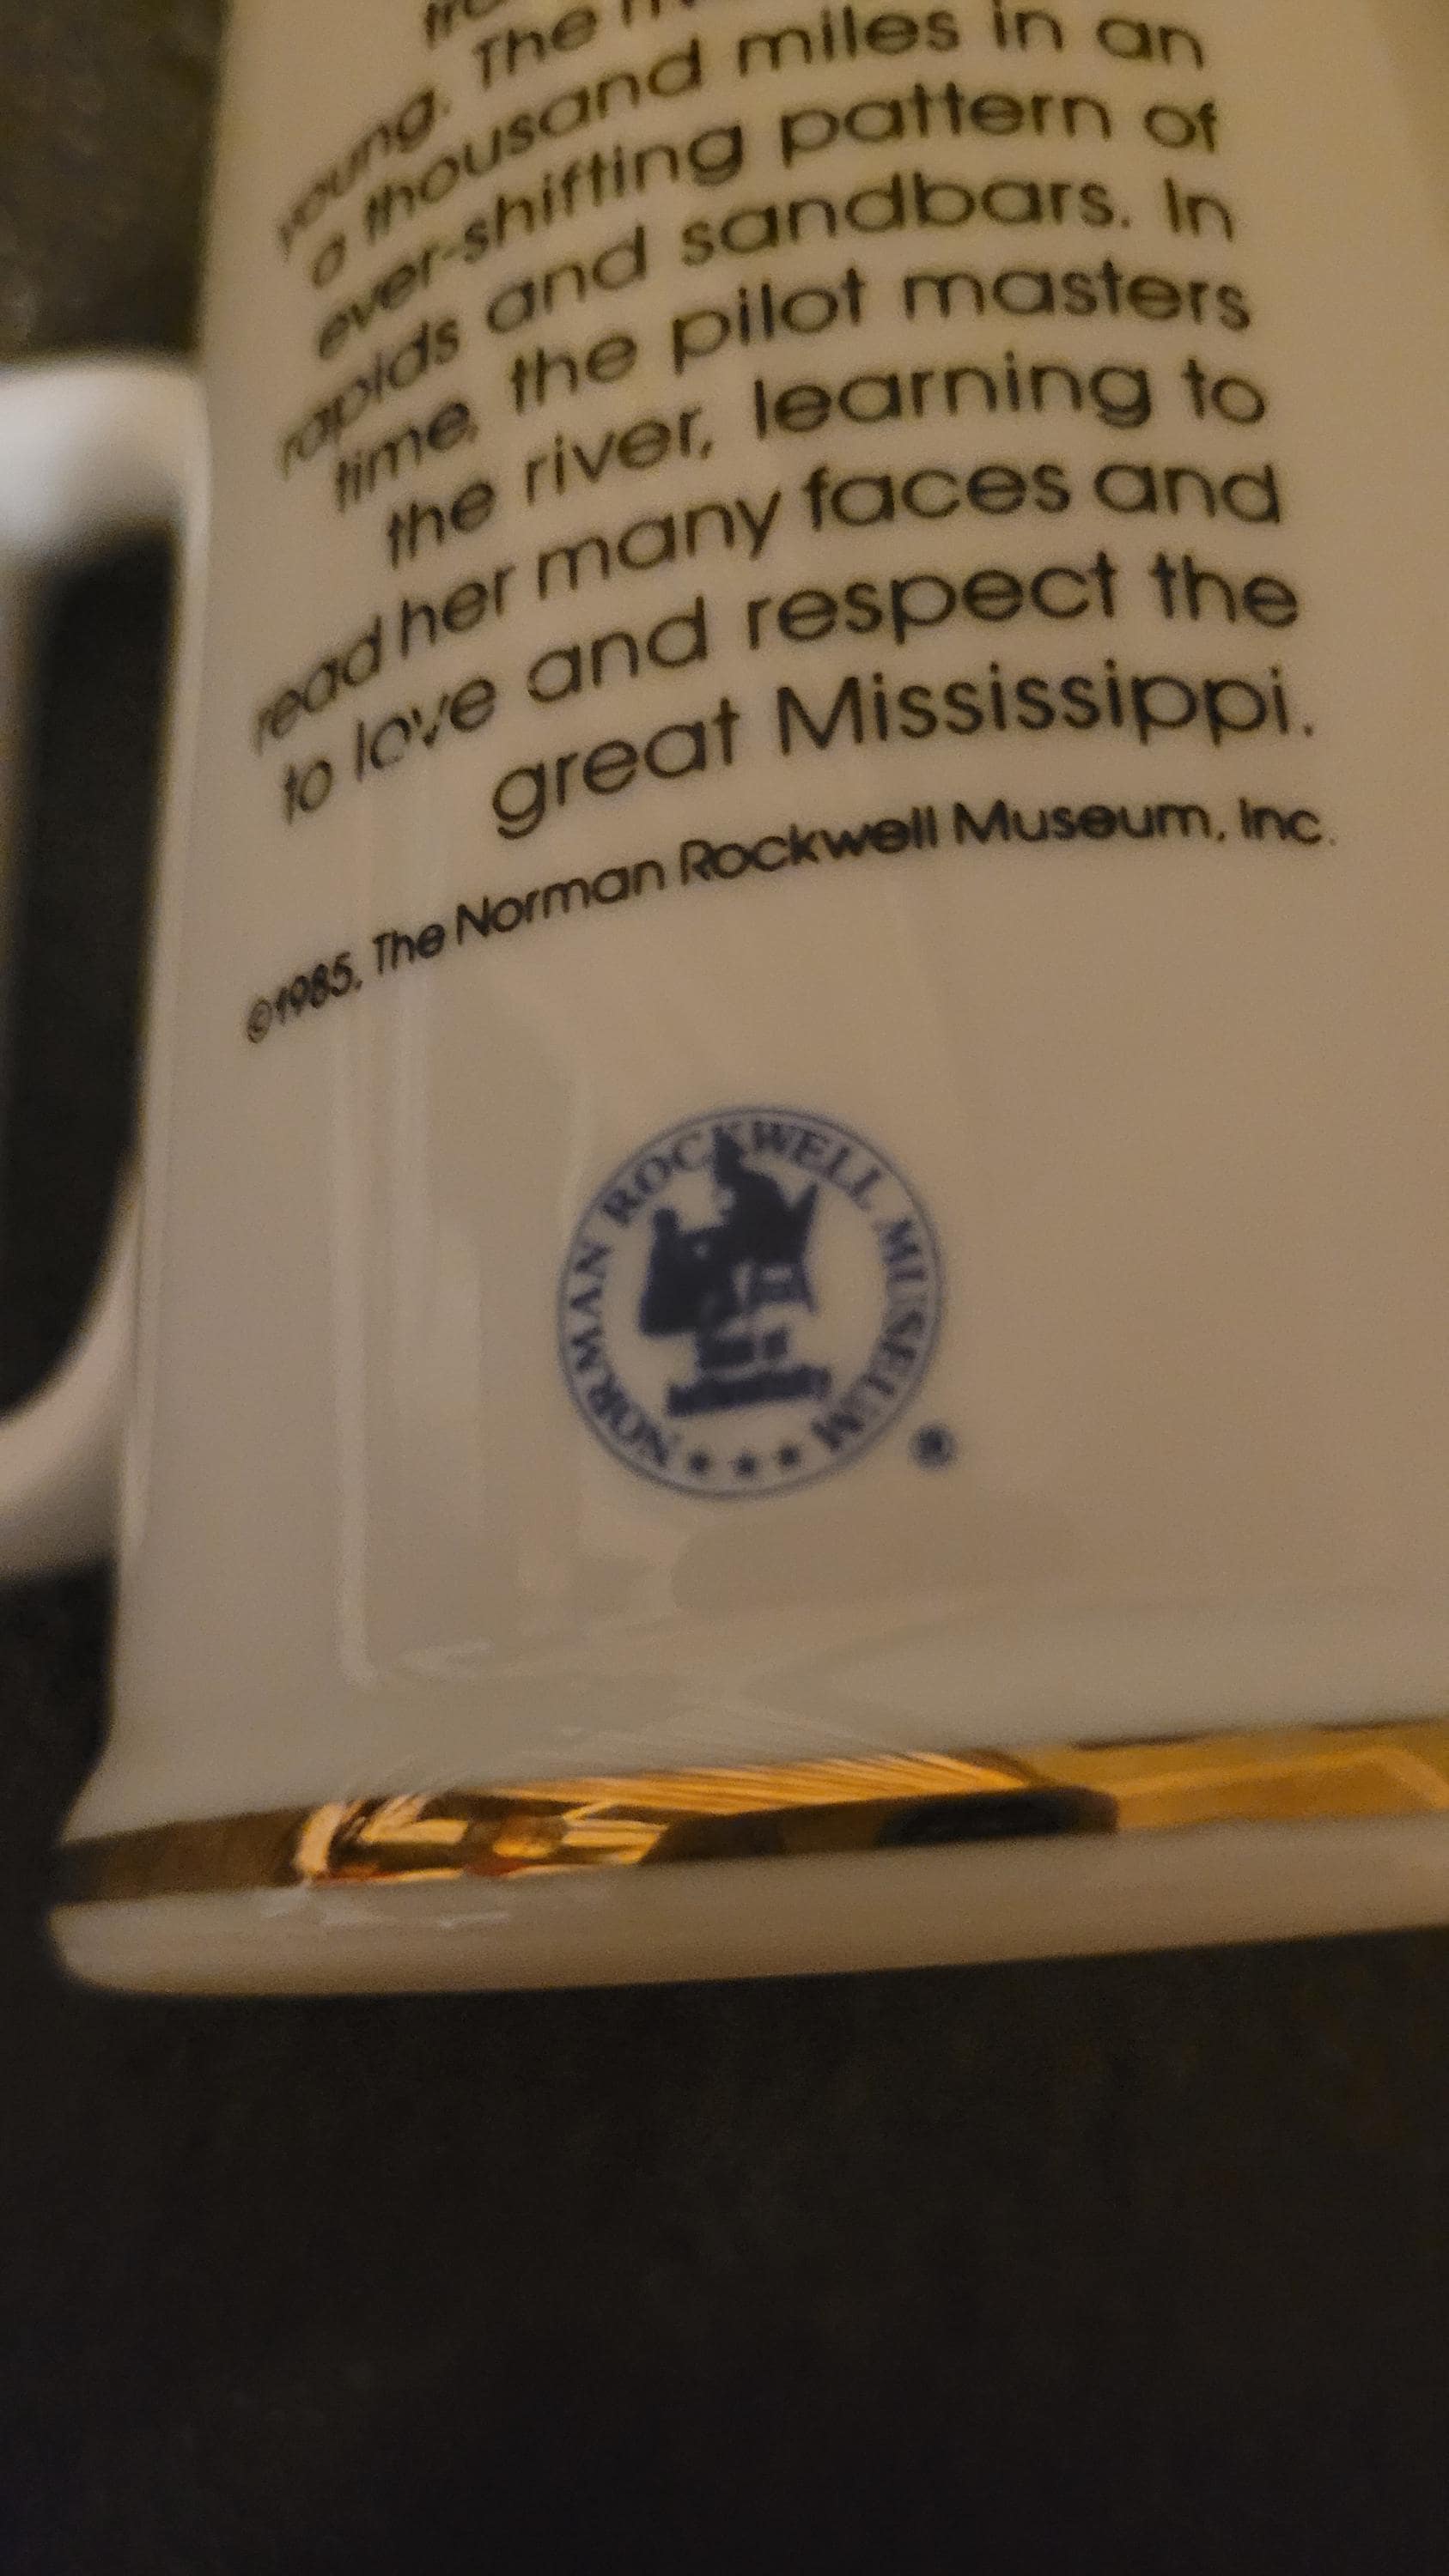 young. The
a thousand miles in an
ever-shifting pattern of
rapids and sandbars. In
time, the pilot masters
the river, learning to
read her many faces and
to love and respect the
great Mississippi.
©1985, The Norman Rockwell Museum, Inc.
NORMAN ROCKWELL MUSEUM
®